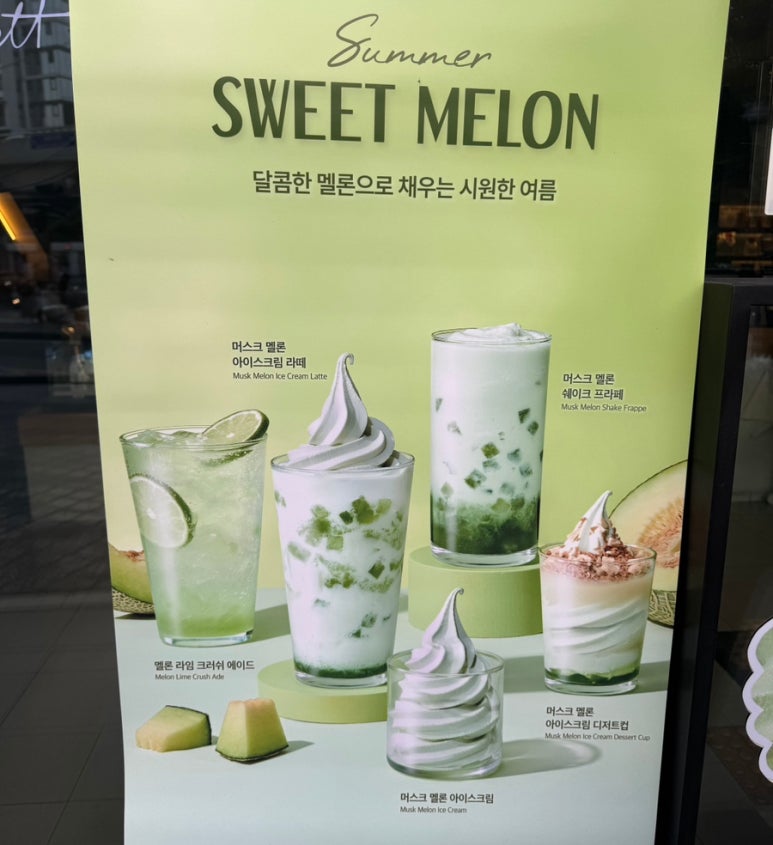 Summer
SWEET MELON
달콤한 멜론으로 채우는 시원한 여름
머스크 멜론
아이스크림 라떼
Musk Melon Ice Cream Latte
머스크 멜론
쉐이크 프라페
Musk Melon Shake Frappe
멜론 라임 크러쉬 에이드
Melon Lime Crush Ade
머스크 멜론
아이스크림 디저트컵
Musk Melon Ice Cream Dessert Cup
머스크 멜론 아이스크림
Musk Melon Ice Cream